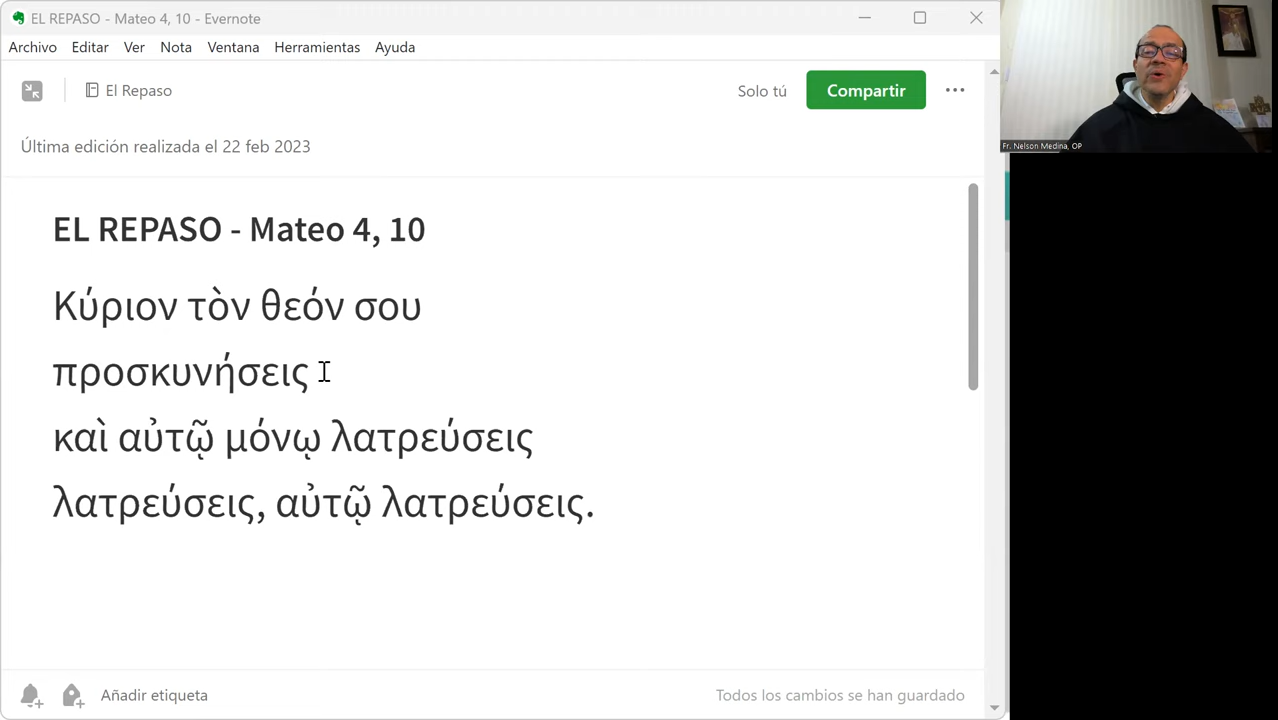 EL REPASO - Mateo 4, 10 - Evernote
Archivo Editar Ver Nota Ventana Herramientas Ayuda
El Repaso
Solo tú
Compartir
Última edición realizada el 22 feb 2023
EL REPASO - Mateo 4, 10
Κύριον τὸν θεόν σου
προσκυνήσεις
καὶ αὐτῷ μόνῳ λατρεύσεις
λατρεύσεις, αὐτῷ λατρεύσεις.
Añadir etiqueta
Todos los cambios se han guardado
Fr. Nelson Medina, OP